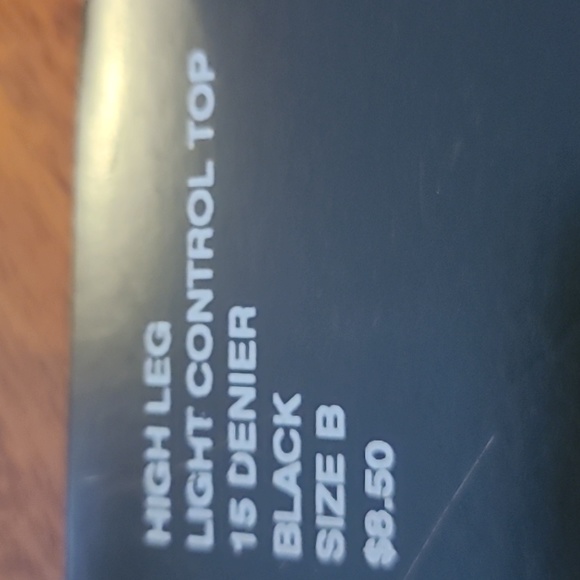 HIGH LEG
LIGHT CONTROL TOP
15 DENIER
BLACK
SIZE B
$8.50